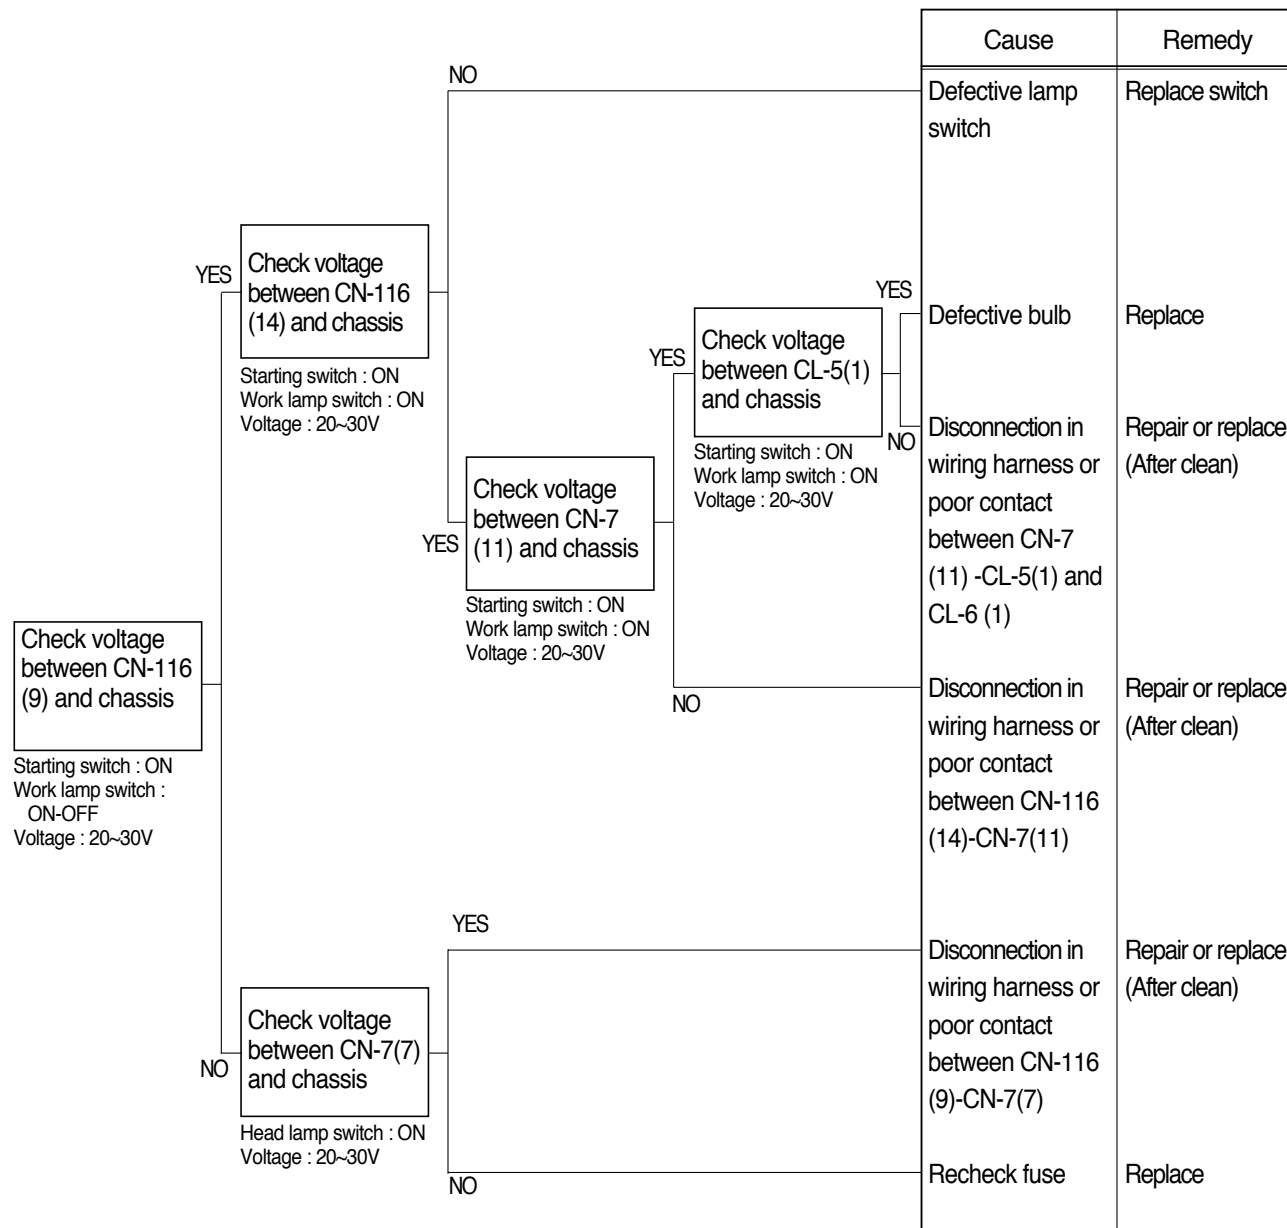 Cause
Remedy
NO
Defective lamp
switch
Replace switch
YES
Check voltage
between CN-116
(14) and chassis
Starting switch : ON
Work lamp switch : ON
Voltage : 20~30V
YES
Check voltage
between CL-5(1)
and chassis
Starting switch : ON
Work lamp switch : ON
Voltage : 20~30V
YES
Defective bulb
Replace
NO
Disconnection in
wiring harness or
poor contact
between CN-7
(11) -CL-5(1) and
CL-6 (1)
Repair or replace
(After clean)
YES
Check voltage
between CN-7
(11) and chassis
Starting switch : ON
Work lamp switch : ON
Voltage : 20~30V
NO
Disconnection in
wiring harness or
poor contact
between CN-116
(14)-CN-7(11)
Repair or replace
(After clean)
Check voltage
between CN-116
(9) and chassis
Starting switch : ON
Work lamp switch :
ON-OFF
Voltage : 20~30V
YES
Disconnection in
wiring harness or
poor contact
between CN-116
(9)-CN-7(7)
Repair or replace
(After clean)
NO
Check voltage
between CN-7(7)
and chassis
Head lamp switch : ON
Voltage : 20~30V
NO
Recheck fuse
Replace